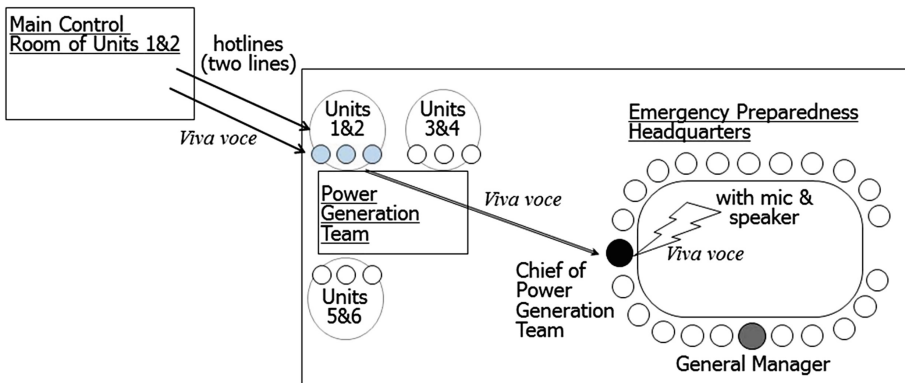 Main Control
Room of Units 1&2
hotlines
(two lines)
Viva voce
Units
1&2
Units
3&4
Power
Generation
Team
Units
5&6
Viva voce
Chief of
Power
Generation
Team
Emergency Preparedness
Headquarters
with mic &
speaker
Viva voce
General Manager